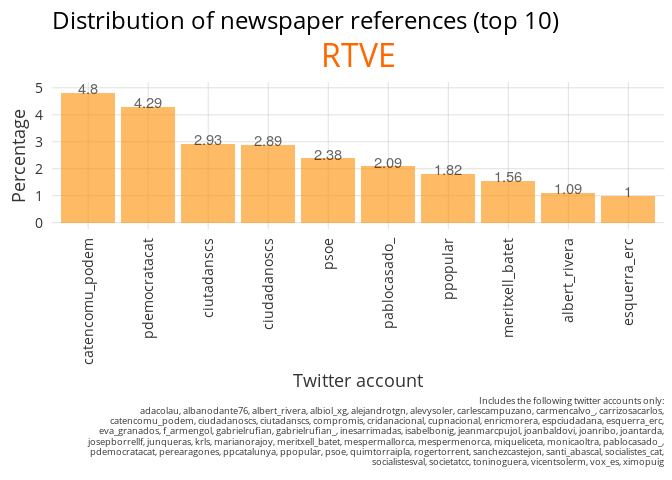 Distribution of newspaper references (top 10)
RTVE
Percentage
5
4
3
2
1
0
4.8
4.29
2.93
2.89
2.38
2.09
1.82
1.56
1.09
1
catencomu_podem
pdemocratacat
ciutadanscs
ciudadanoscs
psoe
pablocasado_
ppopular
meritxell_batet
albert_rivera
esquerra_erc
Twitter account
Includes the following twitter accounts only:
adacolau, albanodante76, albert_rivera, albiol_xg, alejandrotgn, alevysoler, carlescampuzano, carmencalvo_, carrizosacarlos,
catencomu_podem, ciudadanoscs, ciutadanscs, compromis, cridanacional, cupnacional, enricmorera, espciudadana, esquerra_erc,
eva_granados, f_armengol, gabrielrufian, gabrielrufian_, inesarrimadas, isabelbonig, jeanmarcpujol, joanbaldovi, joanribo, joantarda,
josepborrellf, junqueras, krls, marianorajoy, meritxell_batet, mespermallorca, mespermenorca, miqueliceta, monicaoltra, pablocasado_,
pdemocratacat, perearagones, ppcatalunya, ppopular, psoe, quimtorraipla, rogertorrent, sanchezcastejon, santi_abascal, socialistes_cat,
socialistesval, societatcc, toninoguera, vicentsolerm, vox_es, ximopuig